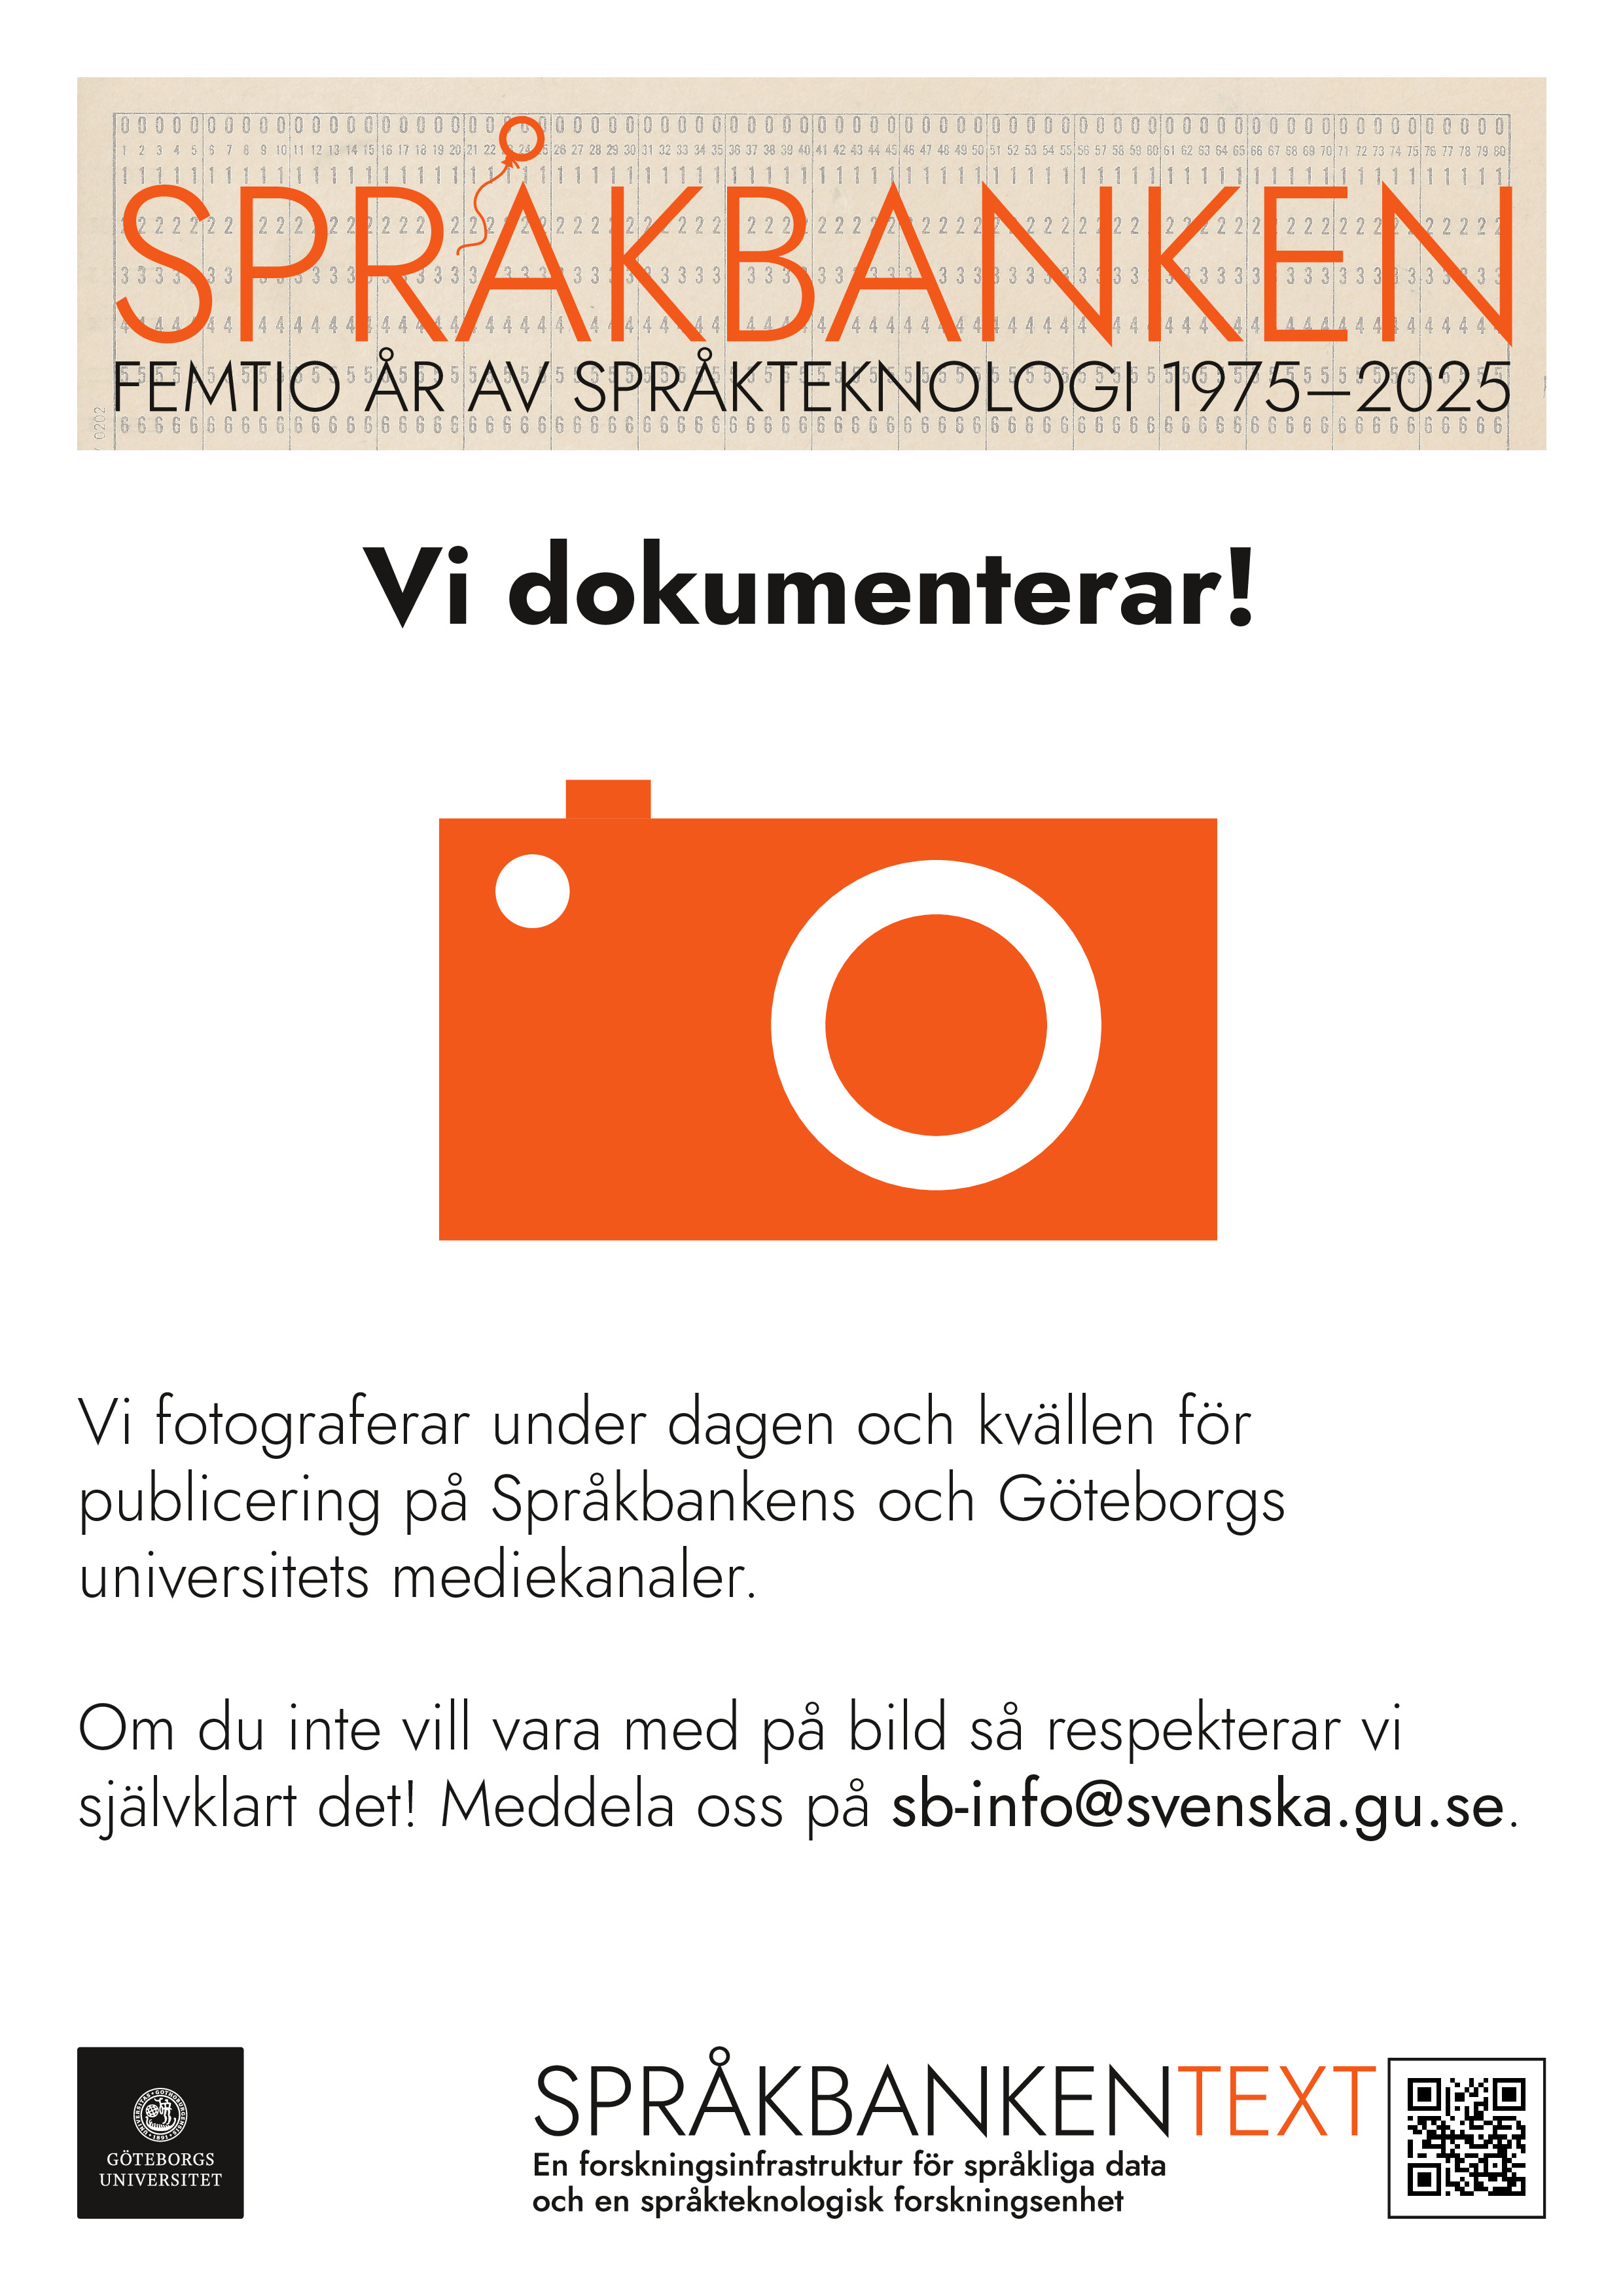 SPRÅKBANKEN
FEMTIO ÅR AV SPRÅKTEKNOLOGI 1975–2025
Vi dokumenterar!
Vi fotograferar under dagen och kvällen för
publicering på Språkbankens och Göteborgs
universitets mediekanaler.
Om du inte vill vara med på bild så respekterar vi
självklart det! Meddela oss på sb-info@svenska.gu.se.
GÖTEBORGS
UNIVERSITET
SPRÅKBANKENTEXT
En forskningsinfrastruktur för språkliga data
och en språkteknologisk forskningsenhet